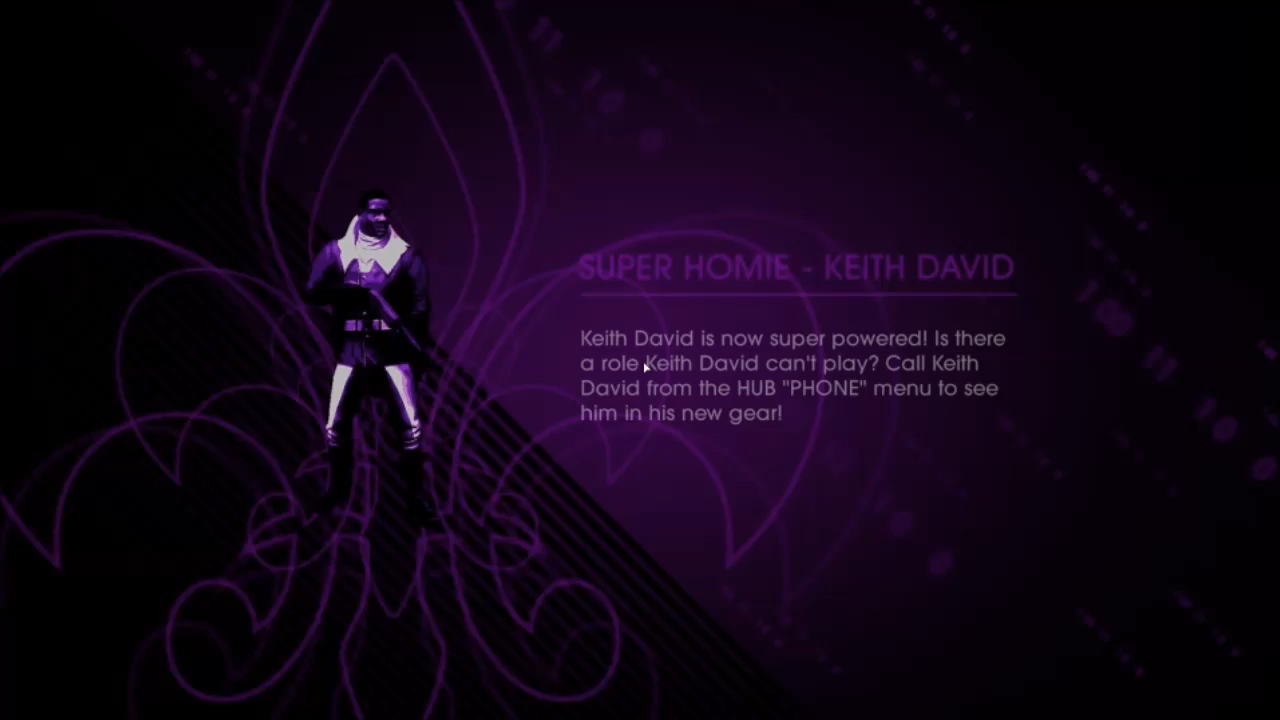 SUPER HOMIE - KEITH DAVID
Keith David is now super powered! Is there
a role Keith David can't play? Call Keith
David from the HUB "PHONE" menu to see
him in his new gear!